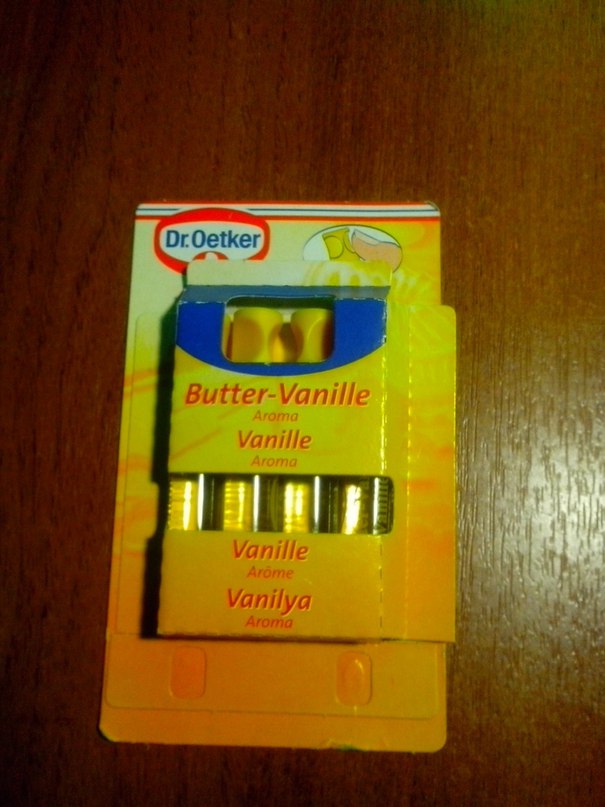 Dr.Oetker
Butter-Vanille
Aroma
Vanille
Aroma
Vanille
Arôme
Vanilya
Aroma